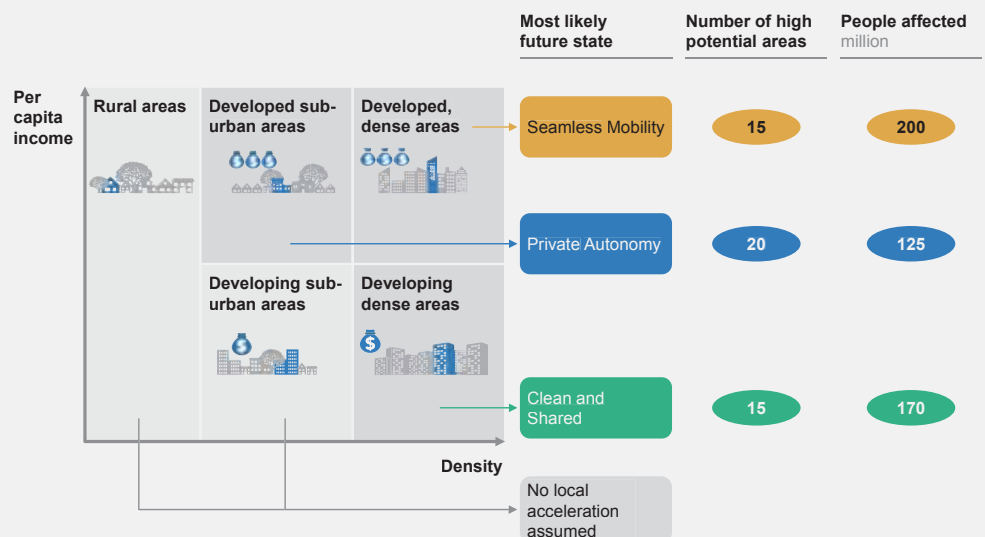 Most likely
future state
Number of high
potential areas
People affected
million
Per
capita
income
Rural areas
Developed sub-
urban areas
Developed,
dense areas
Seamless Mobility
15
200
Private Autonomy
20
125
Developing sub-
urban areas
Developing
dense areas
$
$
Clean and
Shared
15
170
Density
No local
acceleration
assumed